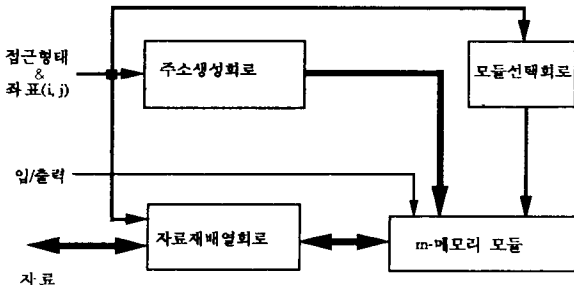 접근형태
&
좌표(i, j)
주소생성회로
모듈선택회로
입/출력
자료재배열회로
m-메모리 모듈
자료